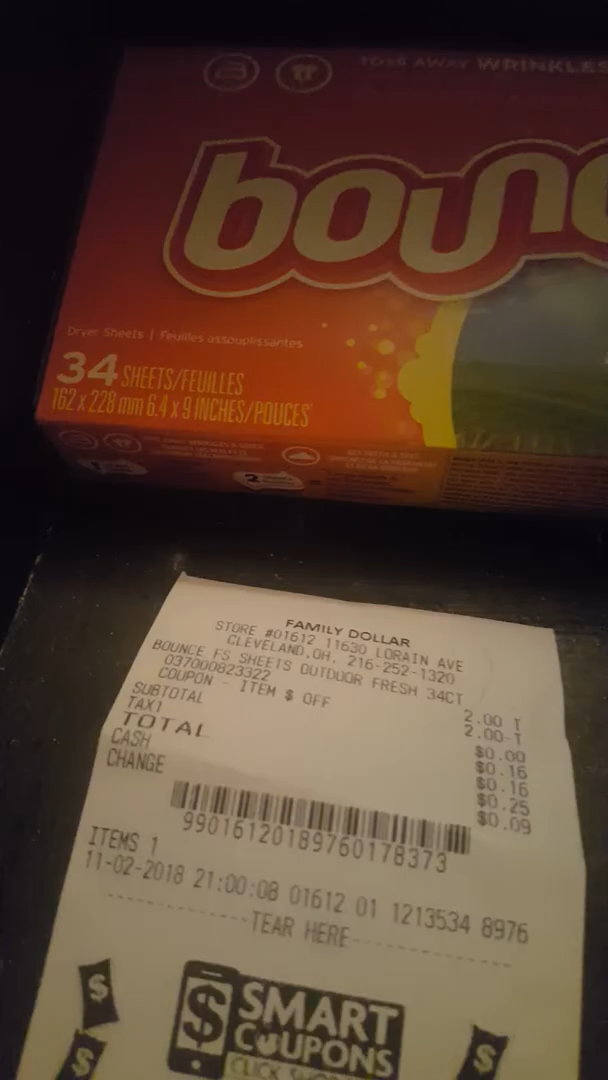 TOSS AWAY WRINKLES
boun
Dryer Sheets | Feuilles assouplissantes
34 SHEETS/FEUILLES
162 x 228 mm 6.4 x 9 INCHES/POUCES
2
FAMILY DOLLAR
STORE #01612 11630 LORAIN AVE
CLEVELAND,OH, 216-252-1320
BOUNCE FS SHEETS OUTDOOR FRESH 34CT
037000823322 2.00 T
COUPON - ITEM $ OFF 2.00-T
SUBTOTAL $0.00
TAX1 $0.16
TOTAL $0.16
CASH $0.25
CHANGE $0.09
99016120189760178373
ITEMS 1
11-02-2018 21:00:08 01612 01 1213534 8976
TEAR HERE
$ SMART
COUPONS
$
$
$